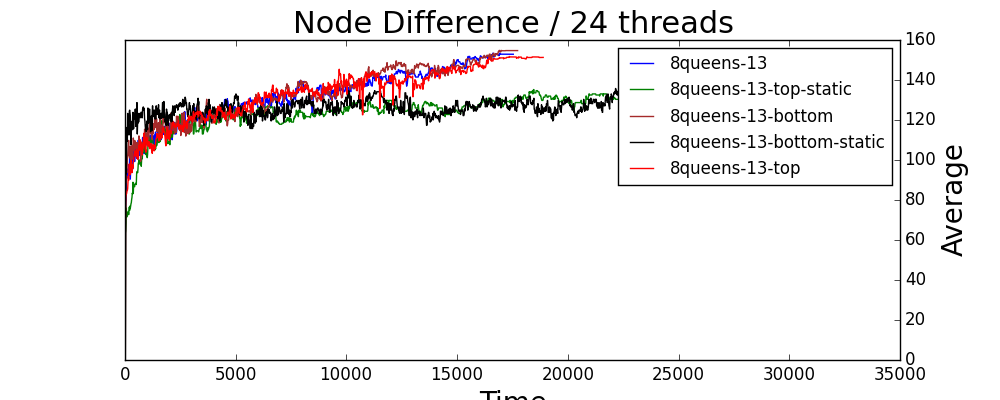 Node Difference / 24 threads
8queens-13
8queens-13-top-static
8queens-13-bottom
8queens-13-bottom-static
8queens-13-top
160
140
120
100
80
60
40
20
0
Average
0 5000 10000 15000 20000 25000 30000 35000
Time